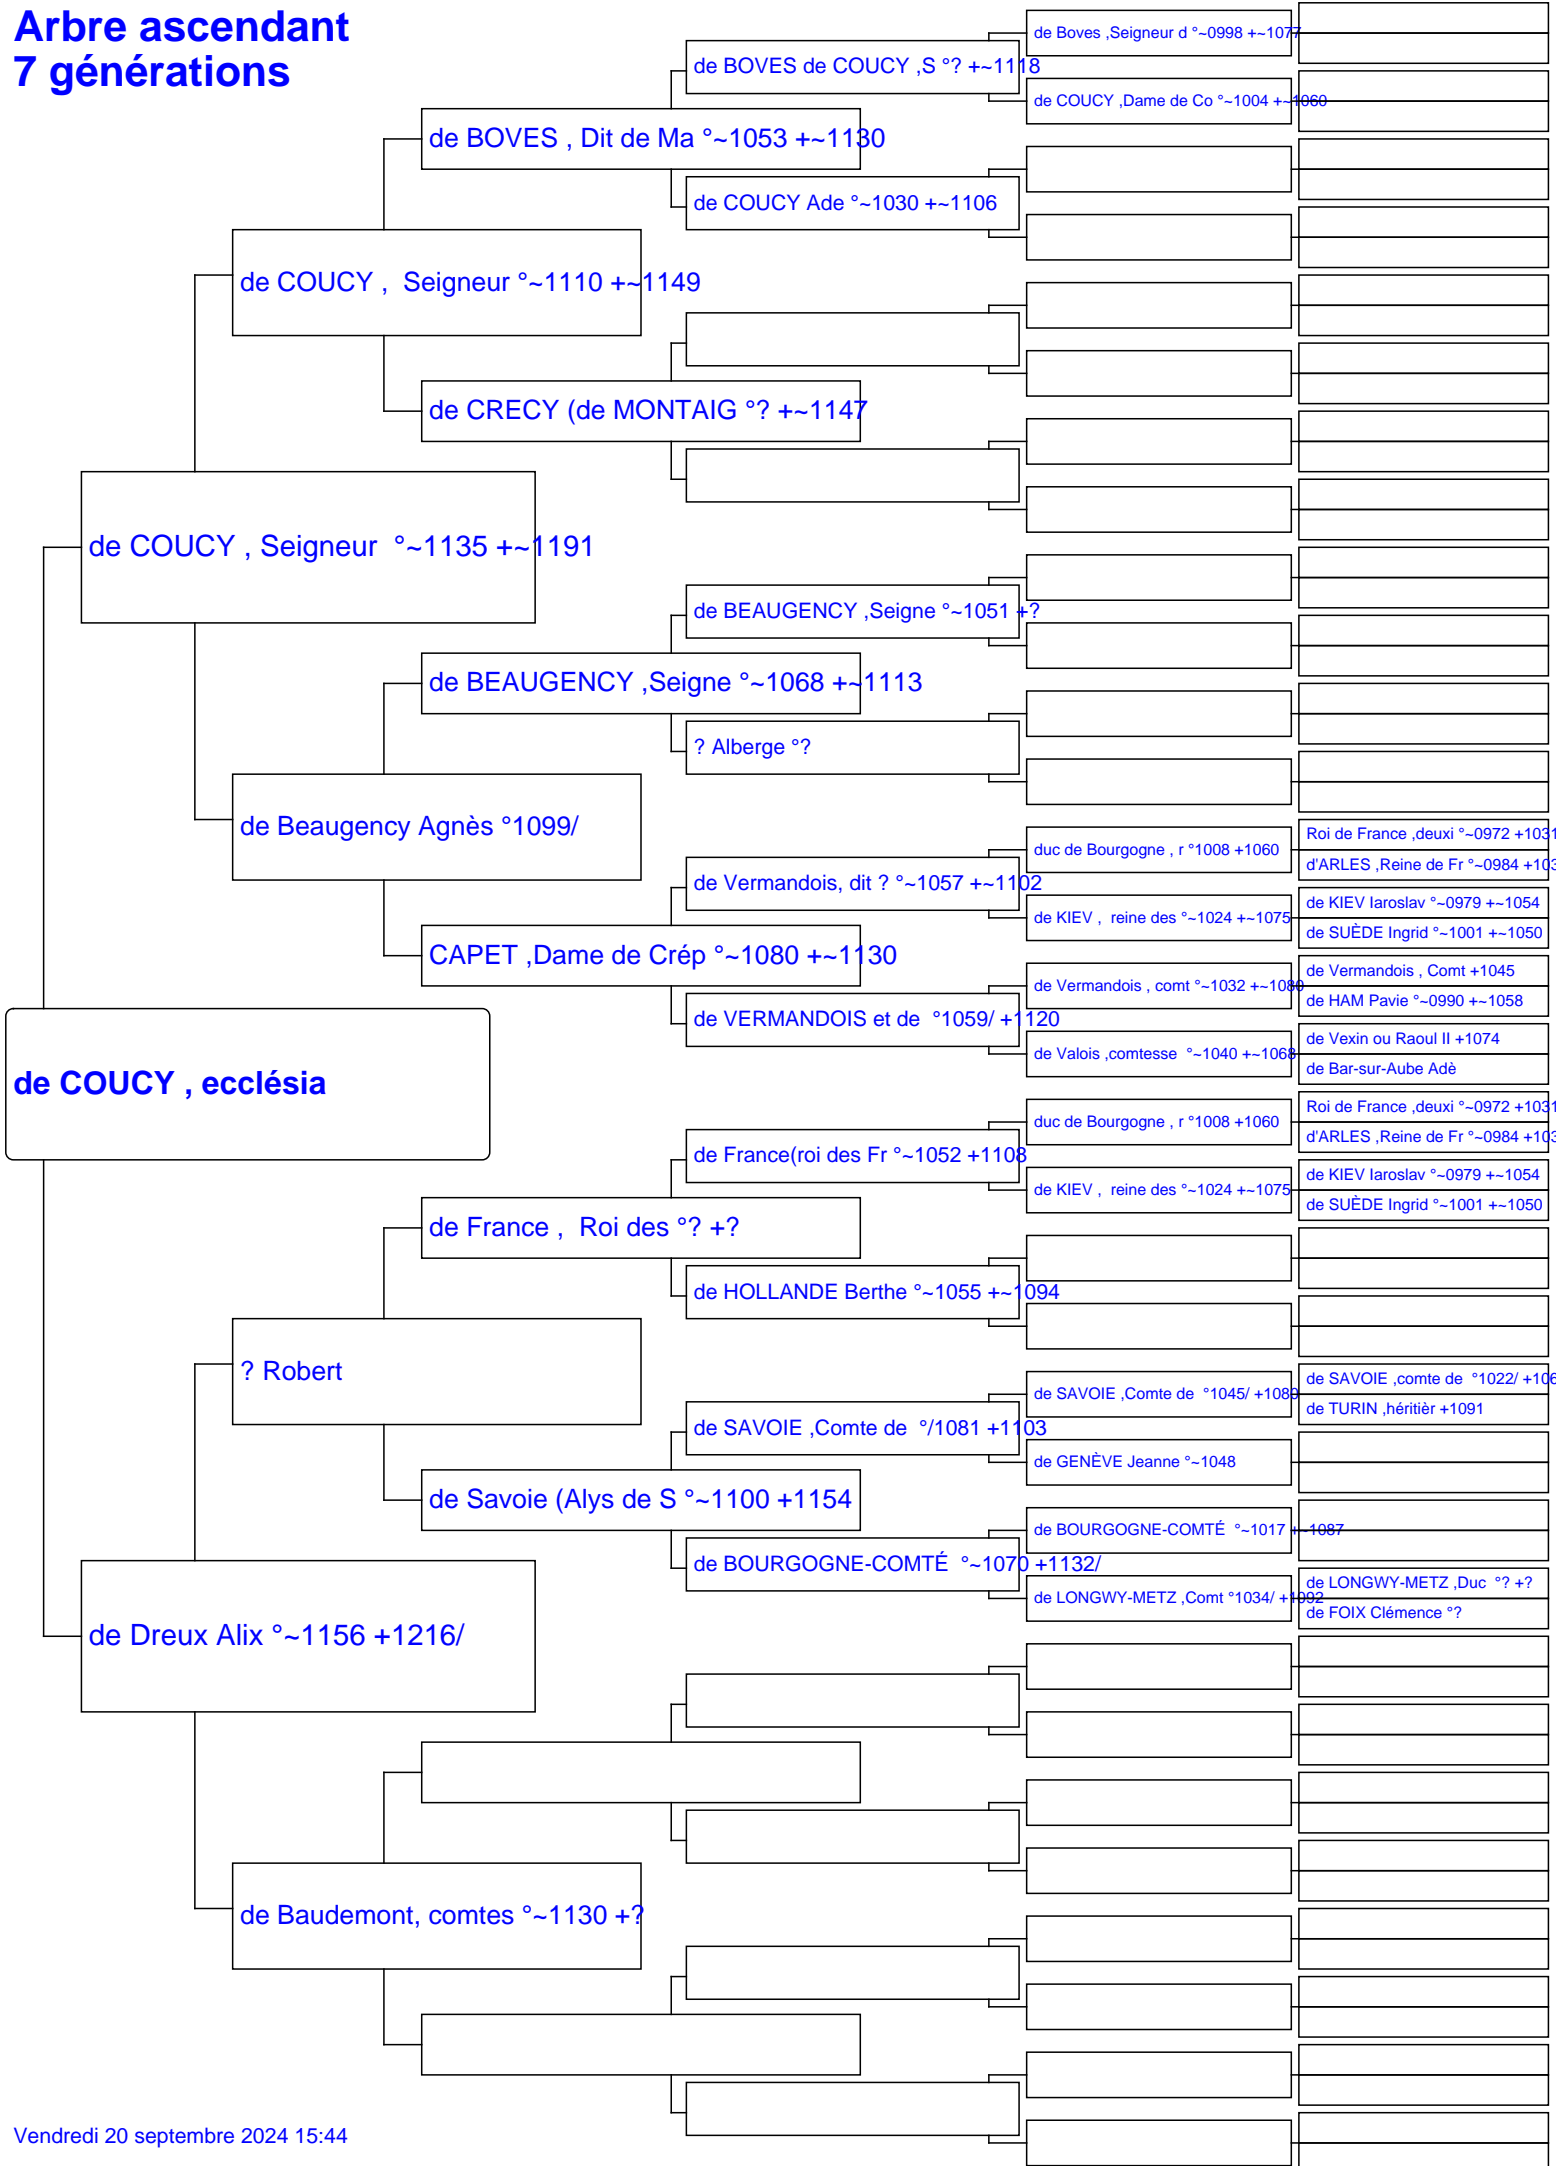 Arbre ascendant
7 générations
de Boves ,Seigneur d °~0998 +~1077
de BOVES de COUCY ,S °? +~1118
de COUCY ,Dame de Co °~1004 +~1060
de BOVES , Dit de Ma °~1053 +~1130
de COUCY Ade °~1030 +~1106
de COUCY ,  Seigneur °~1110 +~1149
de CRECY (de MONTAIG °? +~1147
de COUCY , Seigneur  °~1135 +~1191
de BEAUGENCY ,Seigne °~1051 +?
de BEAUGENCY ,Seigne °~1068 +~1113
? Alberge °?
de Beaugency Agnès °1099/
Roi de France ,deuxi °~0972 +1031
duc de Bourgogne , r °1008 +1060
d'ARLES ,Reine de Fr °~0984 +103
de Vermandois, dit ? °~1057 +~1102
de KIEV Iaroslav °~0979 +~1054
de KIEV ,  reine des °~1024 +~1075
de SUÈDE Ingrid °~1001 +~1050
CAPET ,Dame de Crép °~1080 +~1130
de Vermandois , Comt +1045
de Vermandois , comt °~1032 +~1080
de HAM Pavie °~0990 +~1058
de VERMANDOIS et de  °1059/ +1120
de Vexin ou Raoul II +1074
de Valois ,comtesse  °~1040 +~1068
de Bar-sur-Aube Adè
de COUCY , ecclésia
Roi de France ,deuxi °~0972 +1031
duc de Bourgogne , r °1008 +1060
d'ARLES ,Reine de Fr °~0984 +103
de France(roi des Fr °~1052 +1108
de KIEV Iaroslav °~0979 +~1054
de KIEV ,  reine des °~1024 +~1075
de SUÈDE Ingrid °~1001 +~1050
de France ,  Roi des °? +?
de HOLLANDE Berthe °~1055 +~1094
? Robert
de SAVOIE ,comte de  °1022/ +106
de SAVOIE ,Comte de  °1045/ +1080
de TURIN ,héritièr +1091
de SAVOIE ,Comte de  °/1081 +1103
de GENÈVE Jeanne °~1048
de Savoie (Alys de S °~1100 +1154
de BOURGOGNE-COMTÉ  °~1017 +~1087
de BOURGOGNE-COMTÉ  °~1070 +1132/
de LONGWY-METZ ,Duc  °? +?
de LONGWY-METZ ,Comt °1034/ +1092
de FOIX Clémence °?
de Dreux Alix °~1156 +1216/
de Baudemont, comtes °~1130 +?
Vendredi 20 septembre 2024 15:44